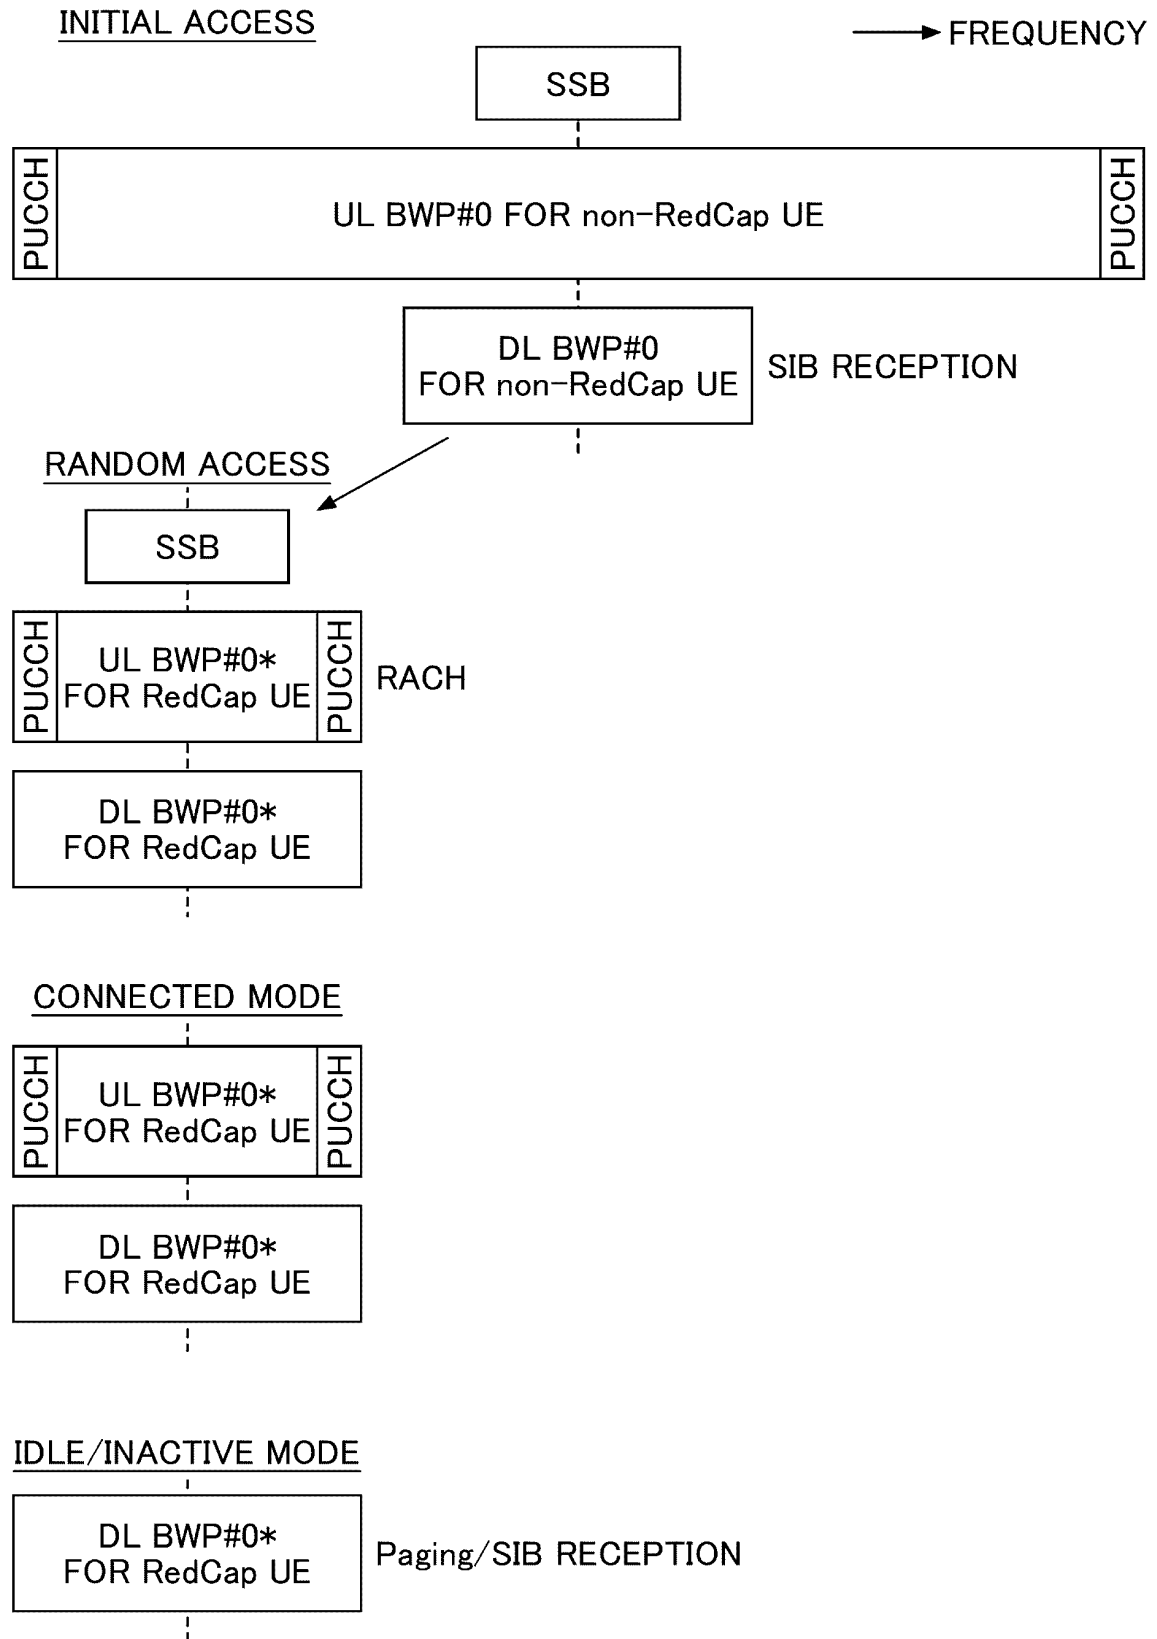 INITIAL ACCESS
FREQUENCY
SSB
PUCCH
UL BWP#0 FOR non-RedCap UE
PUCCH
DL BWP#0
FOR non-RedCap UE
SIB RECEPTION
RANDOM ACCESS
SSB
PUCCH
UL BWP#0*
FOR RedCap UE
PUCCH
RACH
DL BWP#0*
FOR RedCap UE
CONNECTED MODE
PUCCH
UL BWP#0*
FOR RedCap UE
PUCCH
DL BWP#0*
FOR RedCap UE
IDLE/INACTIVE MODE
DL BWP#0*
FOR RedCap UE
Paging/SIB RECEPTION